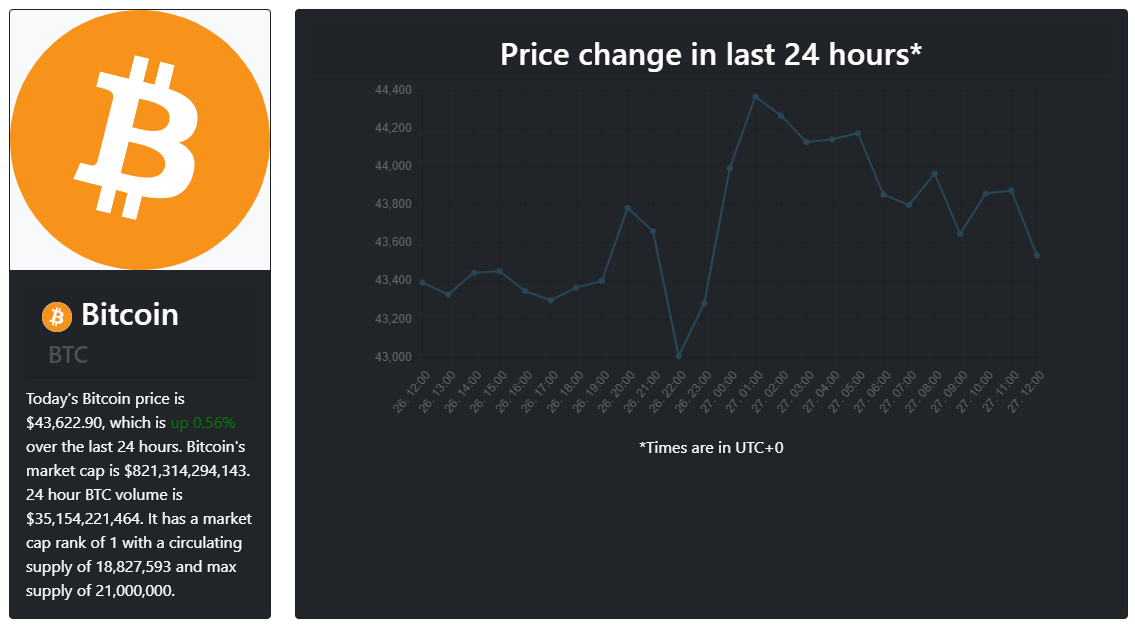 Bitcoin
BTC
Today's Bitcoin price is
$43,622.90, which is up 0.56%
over the last 24 hours. Bitcoin's
market cap is $821,314,294,143.
24 hour BTC volume is
$35,154,221,464. It has a market
cap rank of 1 with a circulating
supply of 18,827,593 and max
supply of 21,000,000.
Price change in last 24 hours*
44,400
44,200
44,000
43,800
43,600
43,400
43,200
43,000
26. 12:00
26. 13:00
26. 14:00
26. 15:00
26. 16:00
26. 17:00
26. 18:00
26. 19:00
26. 20:00
26. 21:00
26. 22:00
26. 23:00
27. 00:00
27. 01:00
27. 02:00
27. 03:00
27. 04:00
27. 05:00
27. 06:00
27. 07:00
27. 08:00
27. 09:00
27. 10:00
27. 11:00
27. 12:00
*Times are in UTC+0